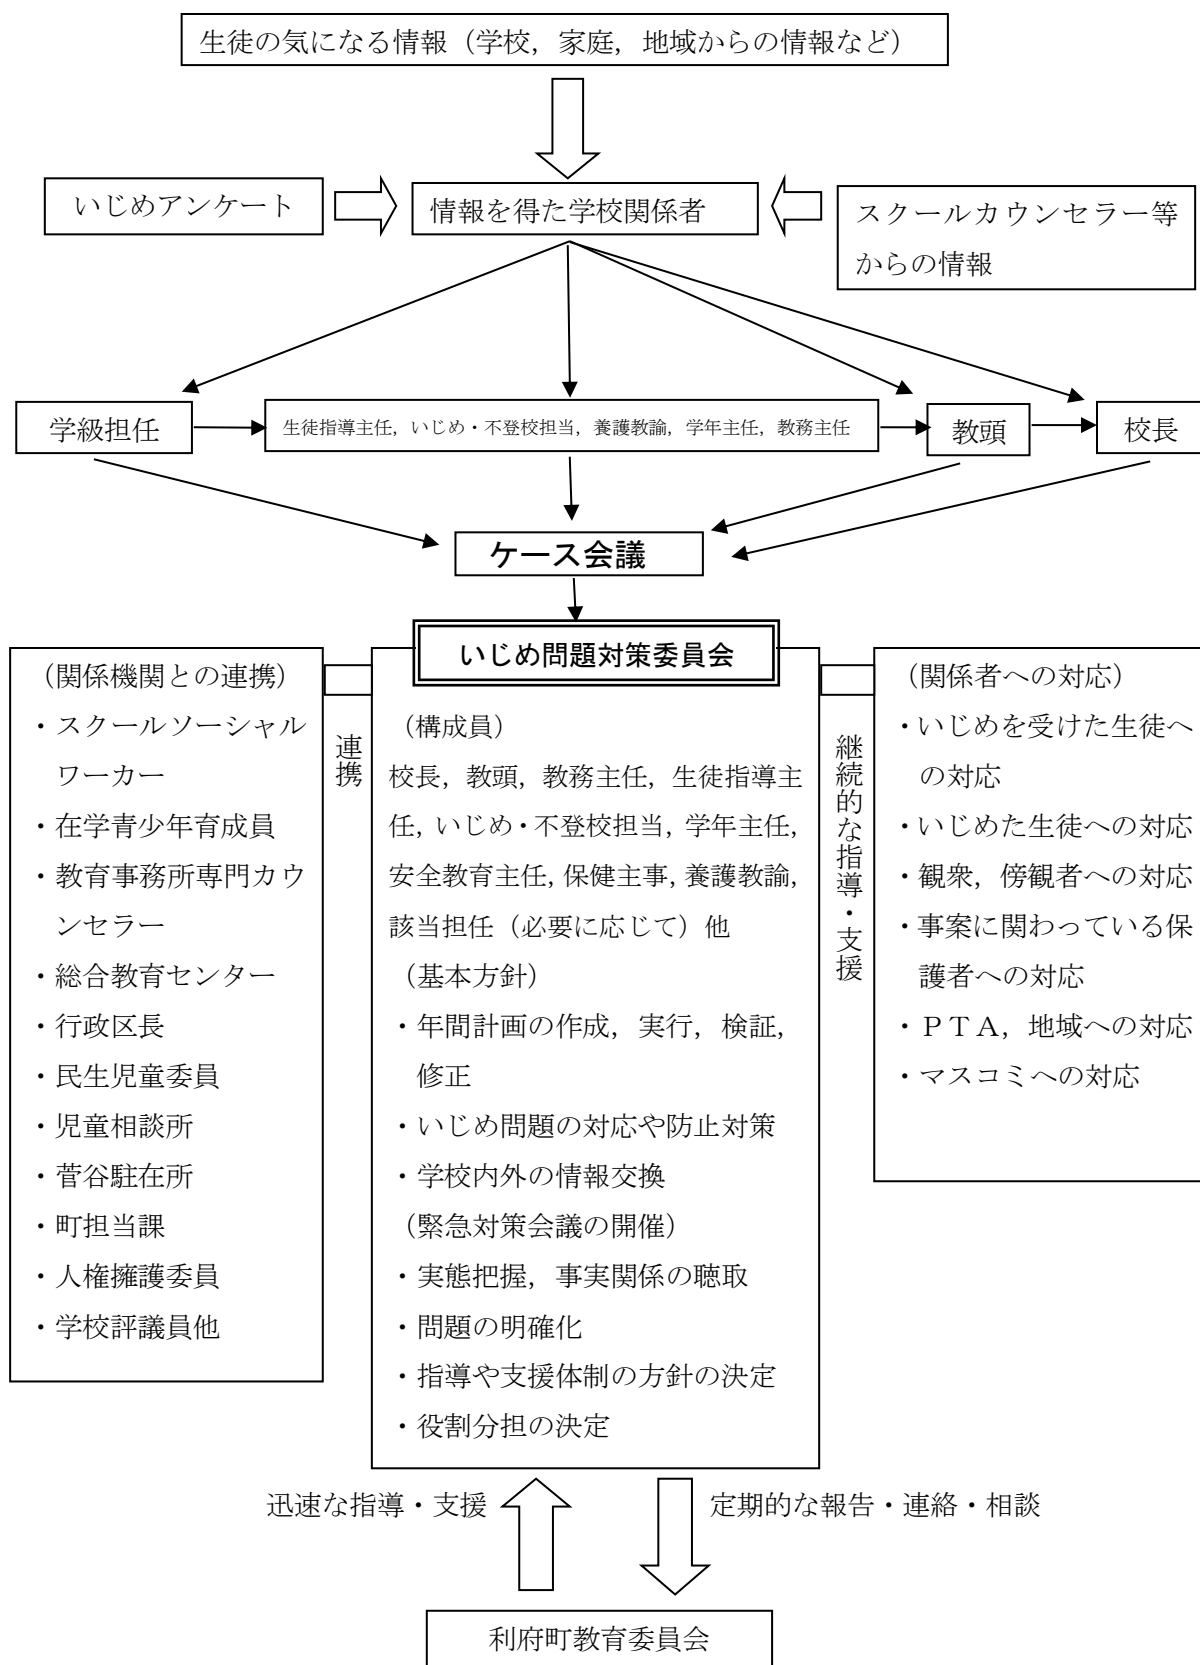 生徒の気になる情報（学校，家庭，地域からの情報など）
いじめアンケート
情報を得た学校関係者
スクールカウンセラー等
からの情報
学級担任
生徒指導主任，いじめ・不登校担当，養護教諭，学年主任，教務主任
教頭
校長
ケース会議
いじめ問題対策委員会
（関係機関との連携）
・スクールソーシャル
ワーカー
・在学青少年育成員
・教育事務所専門カウ
ンセラー
・総合教育センター
・行政区長
・民生児童委員
・児童相談所
・菅谷駐在所
・町担当課
・人権擁護委員
・学校評議員他
連携
（構成員）
校長，教頭，教務主任，生徒指導主
任，いじめ・不登校担当，学年主任，
安全教育主任，保健主事，養護教諭，
該当担任（必要に応じて）他
（基本方針）
・年間計画の作成，実行，検証，
修正
・いじめ問題の対応や防止対策
・学校内外の情報交換
（緊急対策会議の開催）
・実態把握，事実関係の聴取
・問題の明確化
・指導や支援体制の方針の決定
・役割分担の決定
継続的な指導・支援
（関係者への対応）
・いじめを受けた生徒へ
の対応
・いじめた生徒への対応
・観衆，傍観者への対応
・事案に関わっている保
護者への対応
・ＰＴＡ，地域への対応
・マスコミへの対応
迅速な指導・支援
定期的な報告・連絡・相談
利府町教育委員会